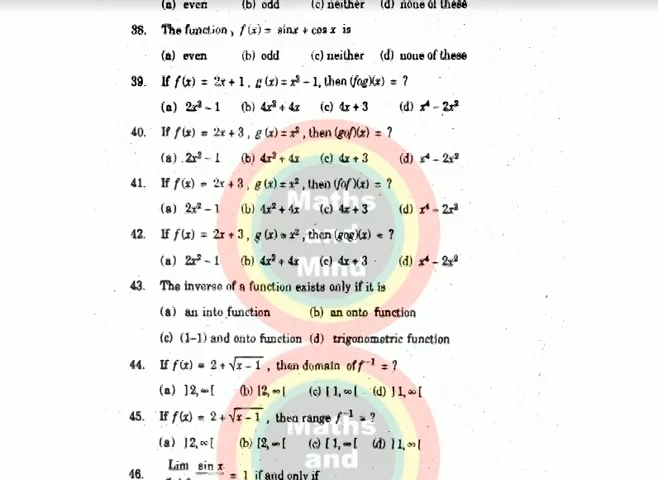 (a) even (b) odd (c) neither (d) none of these
38. The function, f(x) = sinx + cos x is
(a) even (b) odd (c) neither (d) none of these
39. If f(x) = 2x + 1, g(x) = x² − 1, then (fog)(x) = ?
(a) 2x² − 1 (b) 4x² + 4x (c) 4x + 3 (d) x⁴ − 2x²
40. If f(x) = 2x + 3, g(x) = x², then (gof)(x) = ?
(a) 2x² − 1 (b) 4x² + 4x (c) 4x + 3 (d) x⁴ − 2x²
41. If f(x) = 2x + 3, g(x) = x², then (fof)(x) = ?
(a) 2x² − 1 (b) 4x² + 4x (c) 4x + 3 (d) x⁴ − 2x²
42. If f(x) = 2x + 3, g(x) = x², then (gog)(x) = ?
(a) 2x² − 1 (b) 4x² + 4x (c) 4x + 3 (d) x⁴ − 2x²
43. The inverse of a function exists only if it is
(a) an into function (b) an onto function
(c) (1−1) and onto function (d) trigonometric function
44. If f(x) = 2 + √x − 1, then domain of f⁻¹ = ?
(a) ]2, ∞[ (b) [2, ∞[ (c) [1, ∞[ (d) ]1, ∞[
45. If f(x) = 2 + √x − 1, then range f⁻¹ = ?
(a) ]2, ∞[ (b) [2, ∞[ (c) [1, ∞[ (d) ]1, ∞[
46. Lim sin x / x = 1 if and only if
Maths
and
Mind
Maths
and